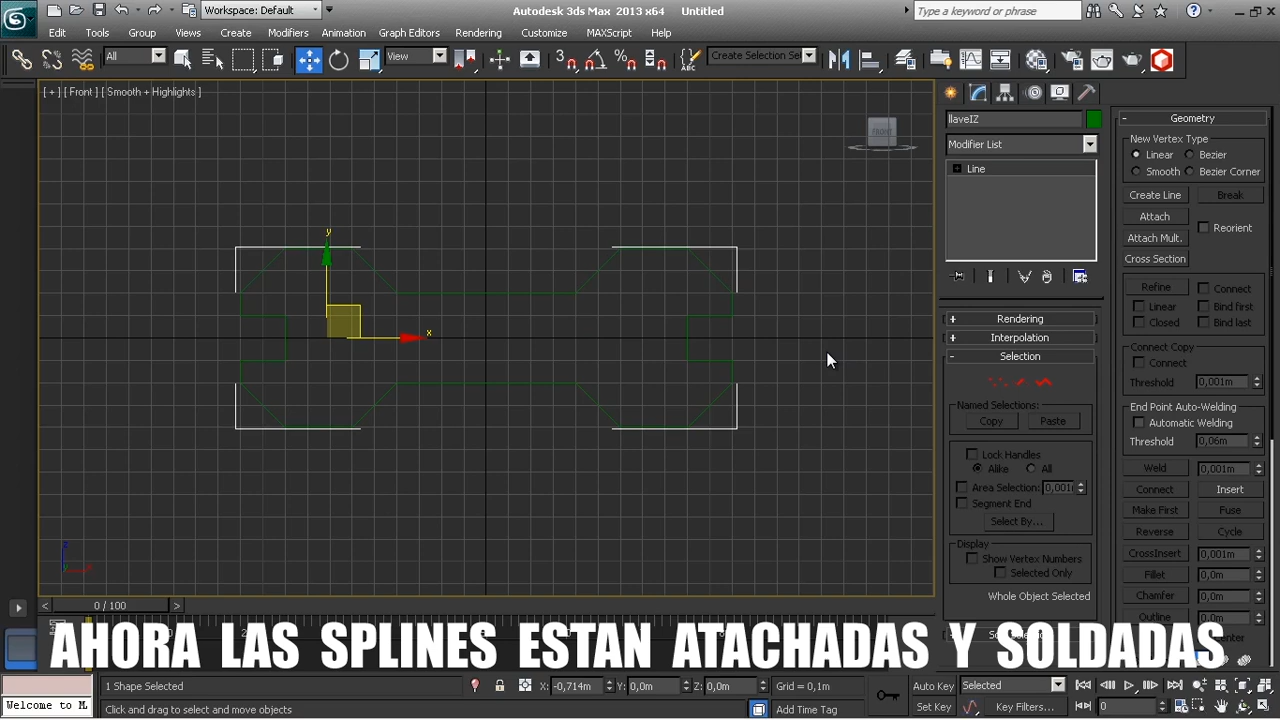 Workspace: Default
Autodesk 3ds Max 2013 x64 Untitled
Type a keyword or phrase
Edit Tools Group Views Create Modifiers Animation Graph Editors Rendering Customize MAXScript Help
All
View
Create Selection Se
[ + ] [ Front ] [ Smooth + Highlights ]
FRONT
y
x
z
llaveIZ
Modifier List
Line
Rendering
Interpolation
Selection
Named Selections:
Copy Paste
Lock Handles
Alike All
Area Selection: 0,001
Segment End
Select By...
Display
Show Vertex Numbers
Selected Only
Whole Object Selected
Geometry
New Vertex Type
Linear Bezier
Smooth Bezier Corner
Create Line Break
Attach
Reorient
Attach Mult.
Cross Section
Refine Connect
Linear Bind first
Closed Bind last
Connect Copy
Connect
Threshold 0,001m
End Point Auto-Welding
Automatic Welding
Threshold 0,06m
Weld 0,001m
Connect Insert
Make First Fuse
Reverse Cycle
CrossInsert 0,001m
Fillet 0,0m
Chamfer 0,0m
Outline 0,0m
0 / 100
AHORA LAS SPLINES ESTAN ATACHADAS Y SOLDADAS
1 Shape Selected
X: -0,714m Y: 0,0m Z: 0,0m
Grid = 0,1m
Auto Key Selected
Welcome to M
Click and drag to select and move objects
Add Time Tag
Set Key Key Filters...
0